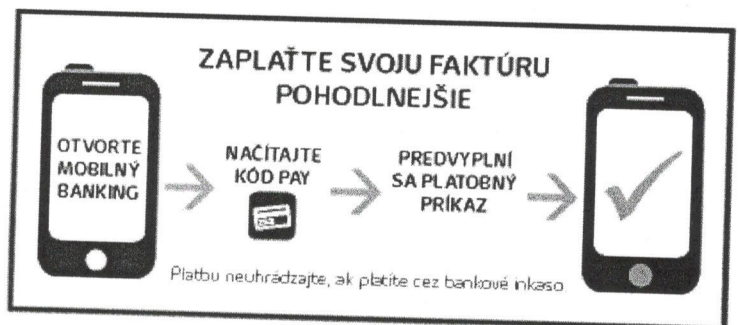 ZAPLAŤTE SVOJU FAKTÚRU
POHODLNEJŠIE
OTVORTE
MOBILNÝ
BANKING
NAČÍTAJTE
KÓD PAY
PREDVYPLNÍ
SA PLATOBNÝ
PRÍKAZ
Platbu neuhrádzajte, ak platíte cez bankové inkaso